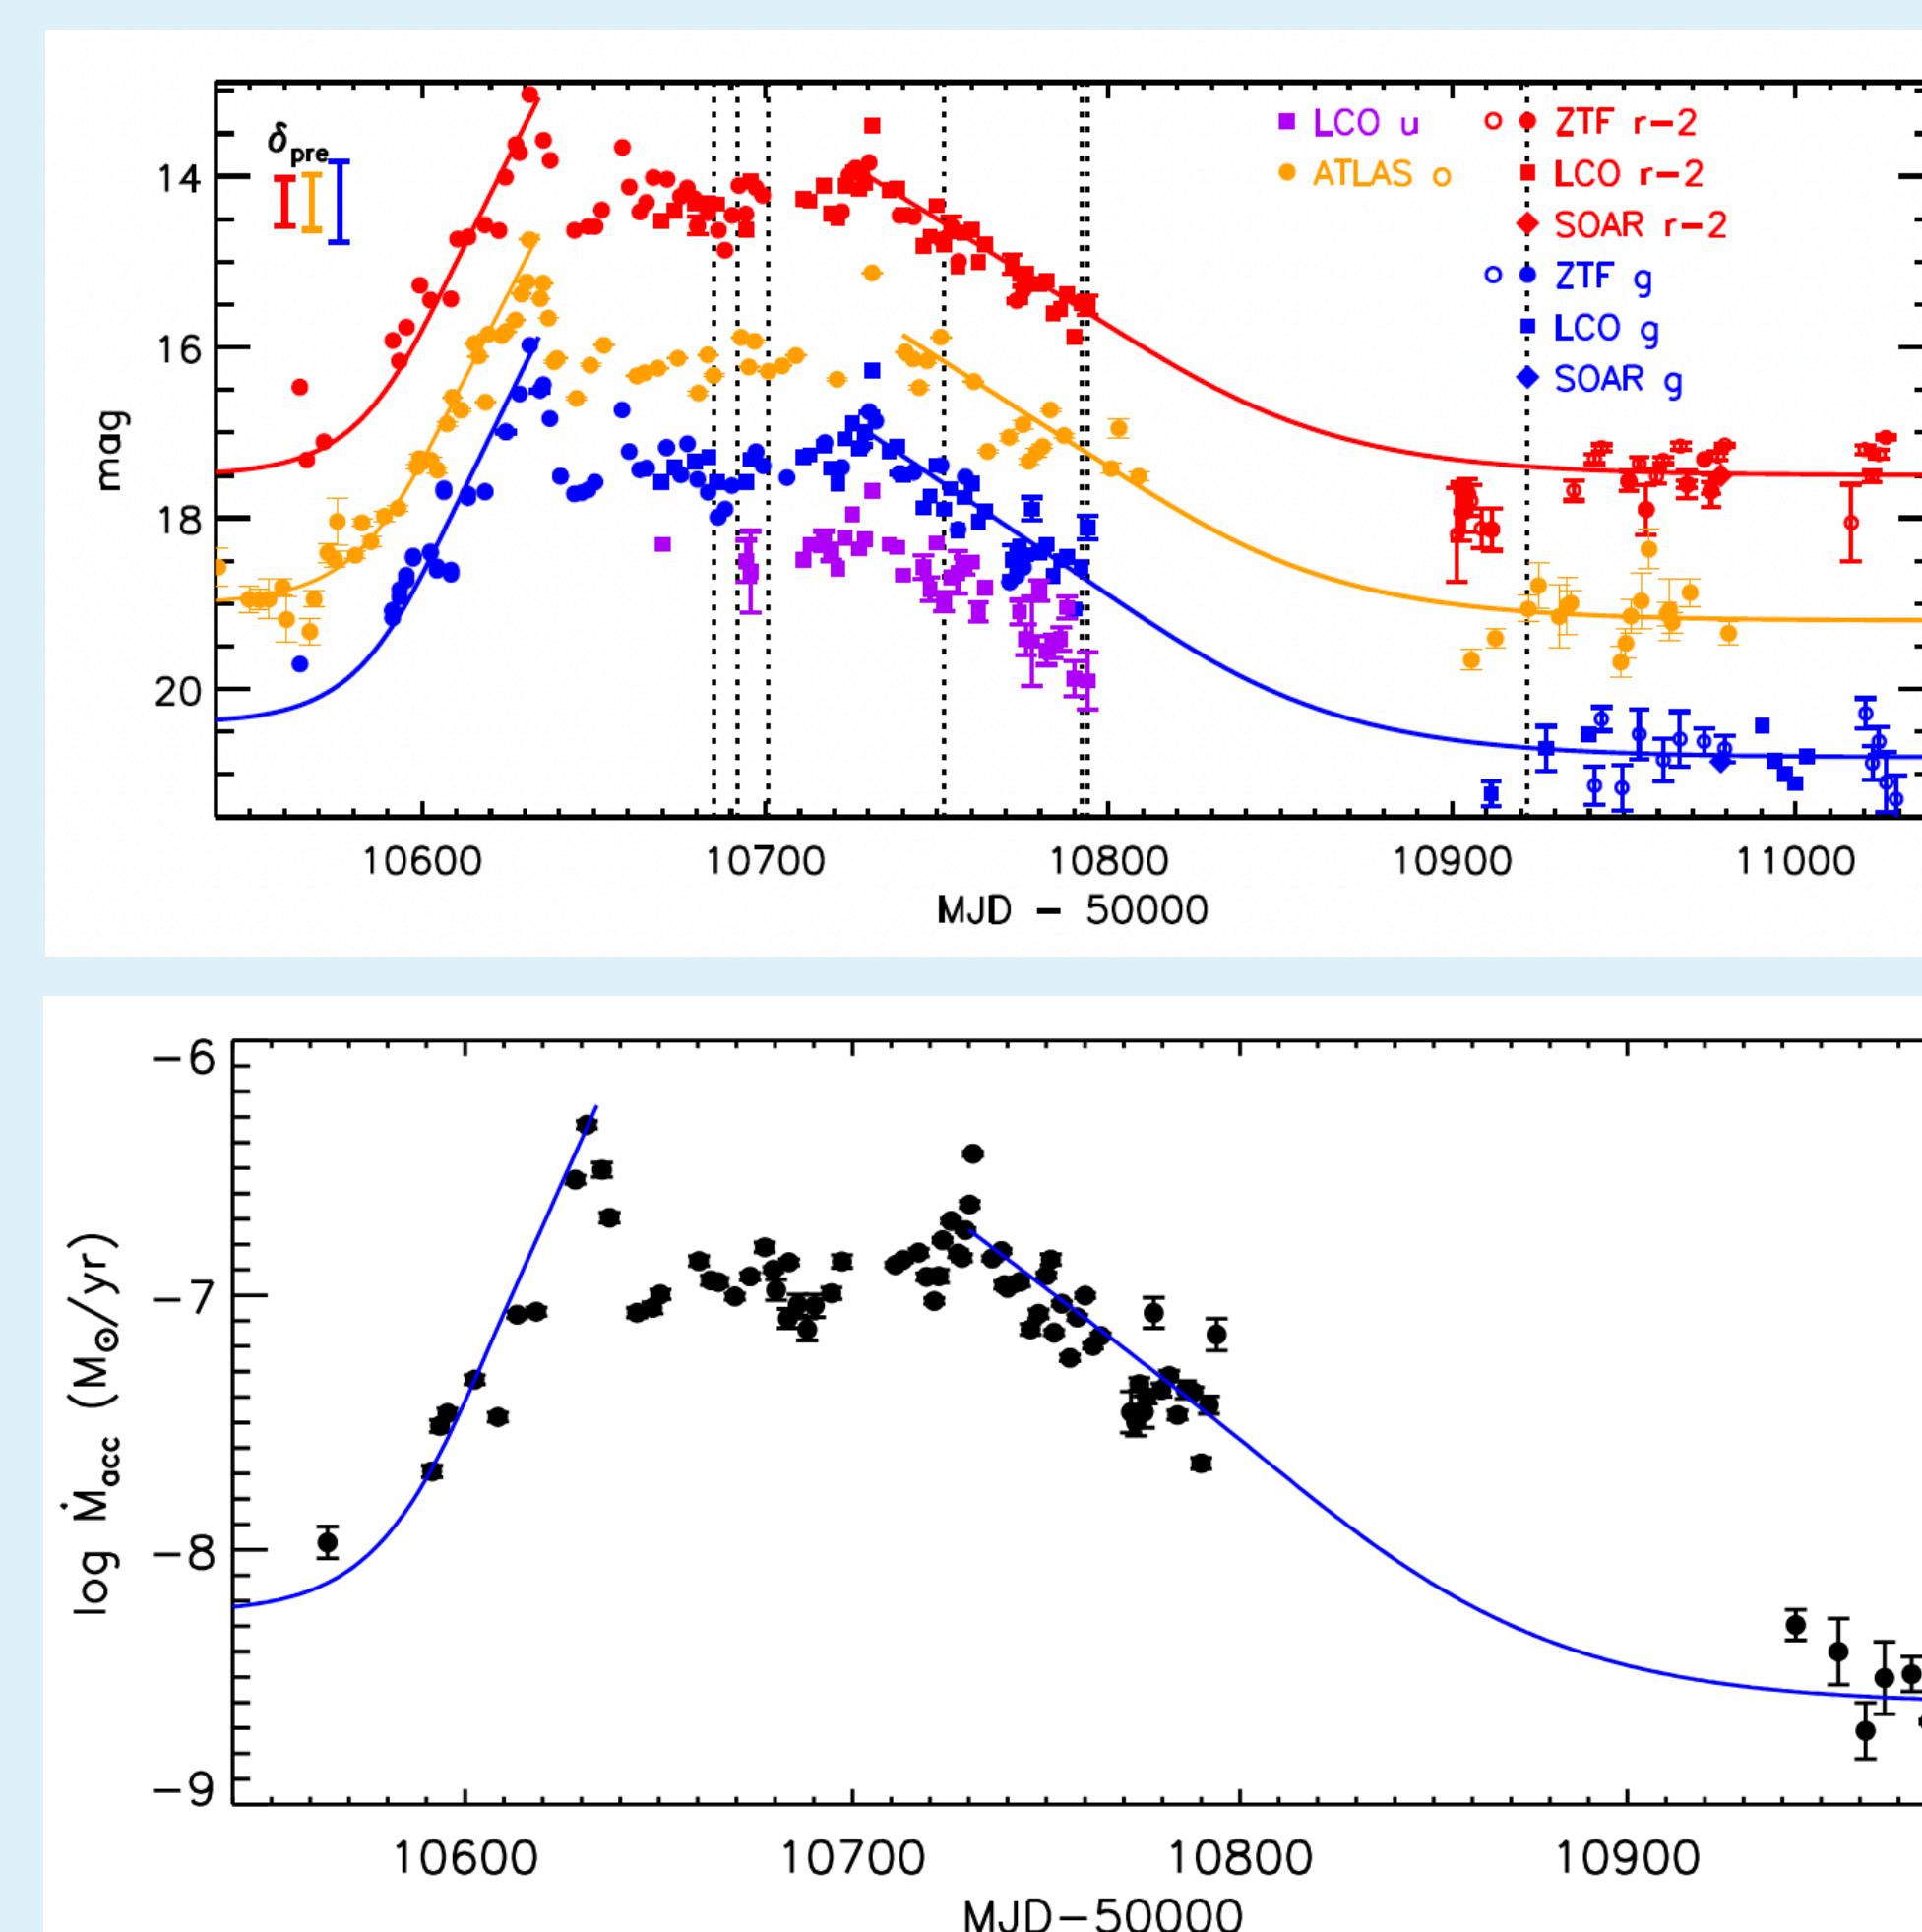 δpre
LCO u
ZTF r−2
ATLAS o
LCO r−2
SOAR r−2
ZTF g
LCO g
SOAR g
14
16
18
20
mag
10600 10700 10800 10900 11000
MJD − 50000
−6
−7
−8
−9
log Ṁacc (M⊙/yr)
10600 10700 10800 10900
MJD−50000